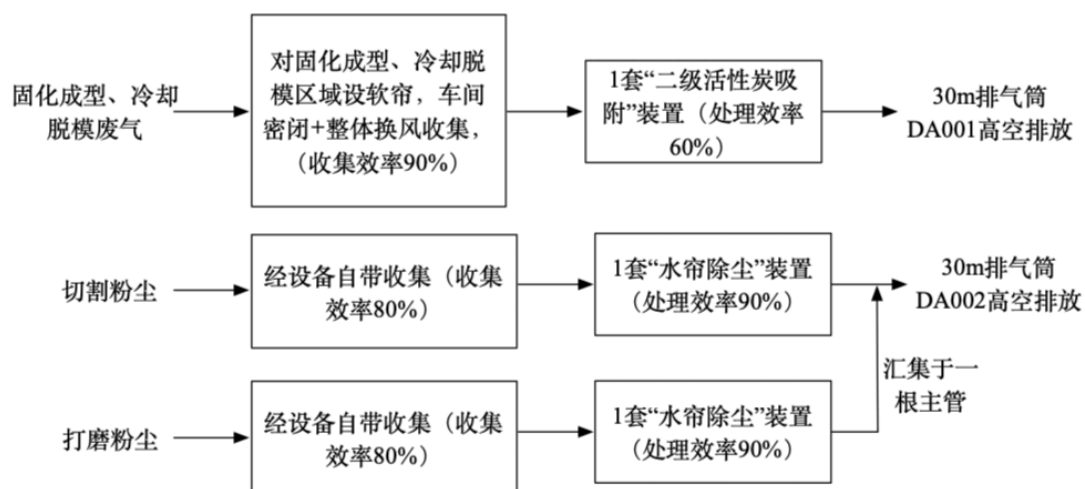 固化成型、冷却
脱模废气
对固化成型、冷却脱
模区域设软帘，车间
密闭+整体换风收集，
（收集效率90%）
1套“二级活性炭吸
附”装置（处理效率
60%）
30m排气筒
DA001高空排放
切割粉尘
经设备自带收集（收集
效率80%）
1套“水帘除尘”装置
（处理效率90%）
30m排气筒
DA002高空排放
打磨粉尘
经设备自带收集（收集
效率80%）
1套“水帘除尘”装置
（处理效率90%）
汇集于一
根主管